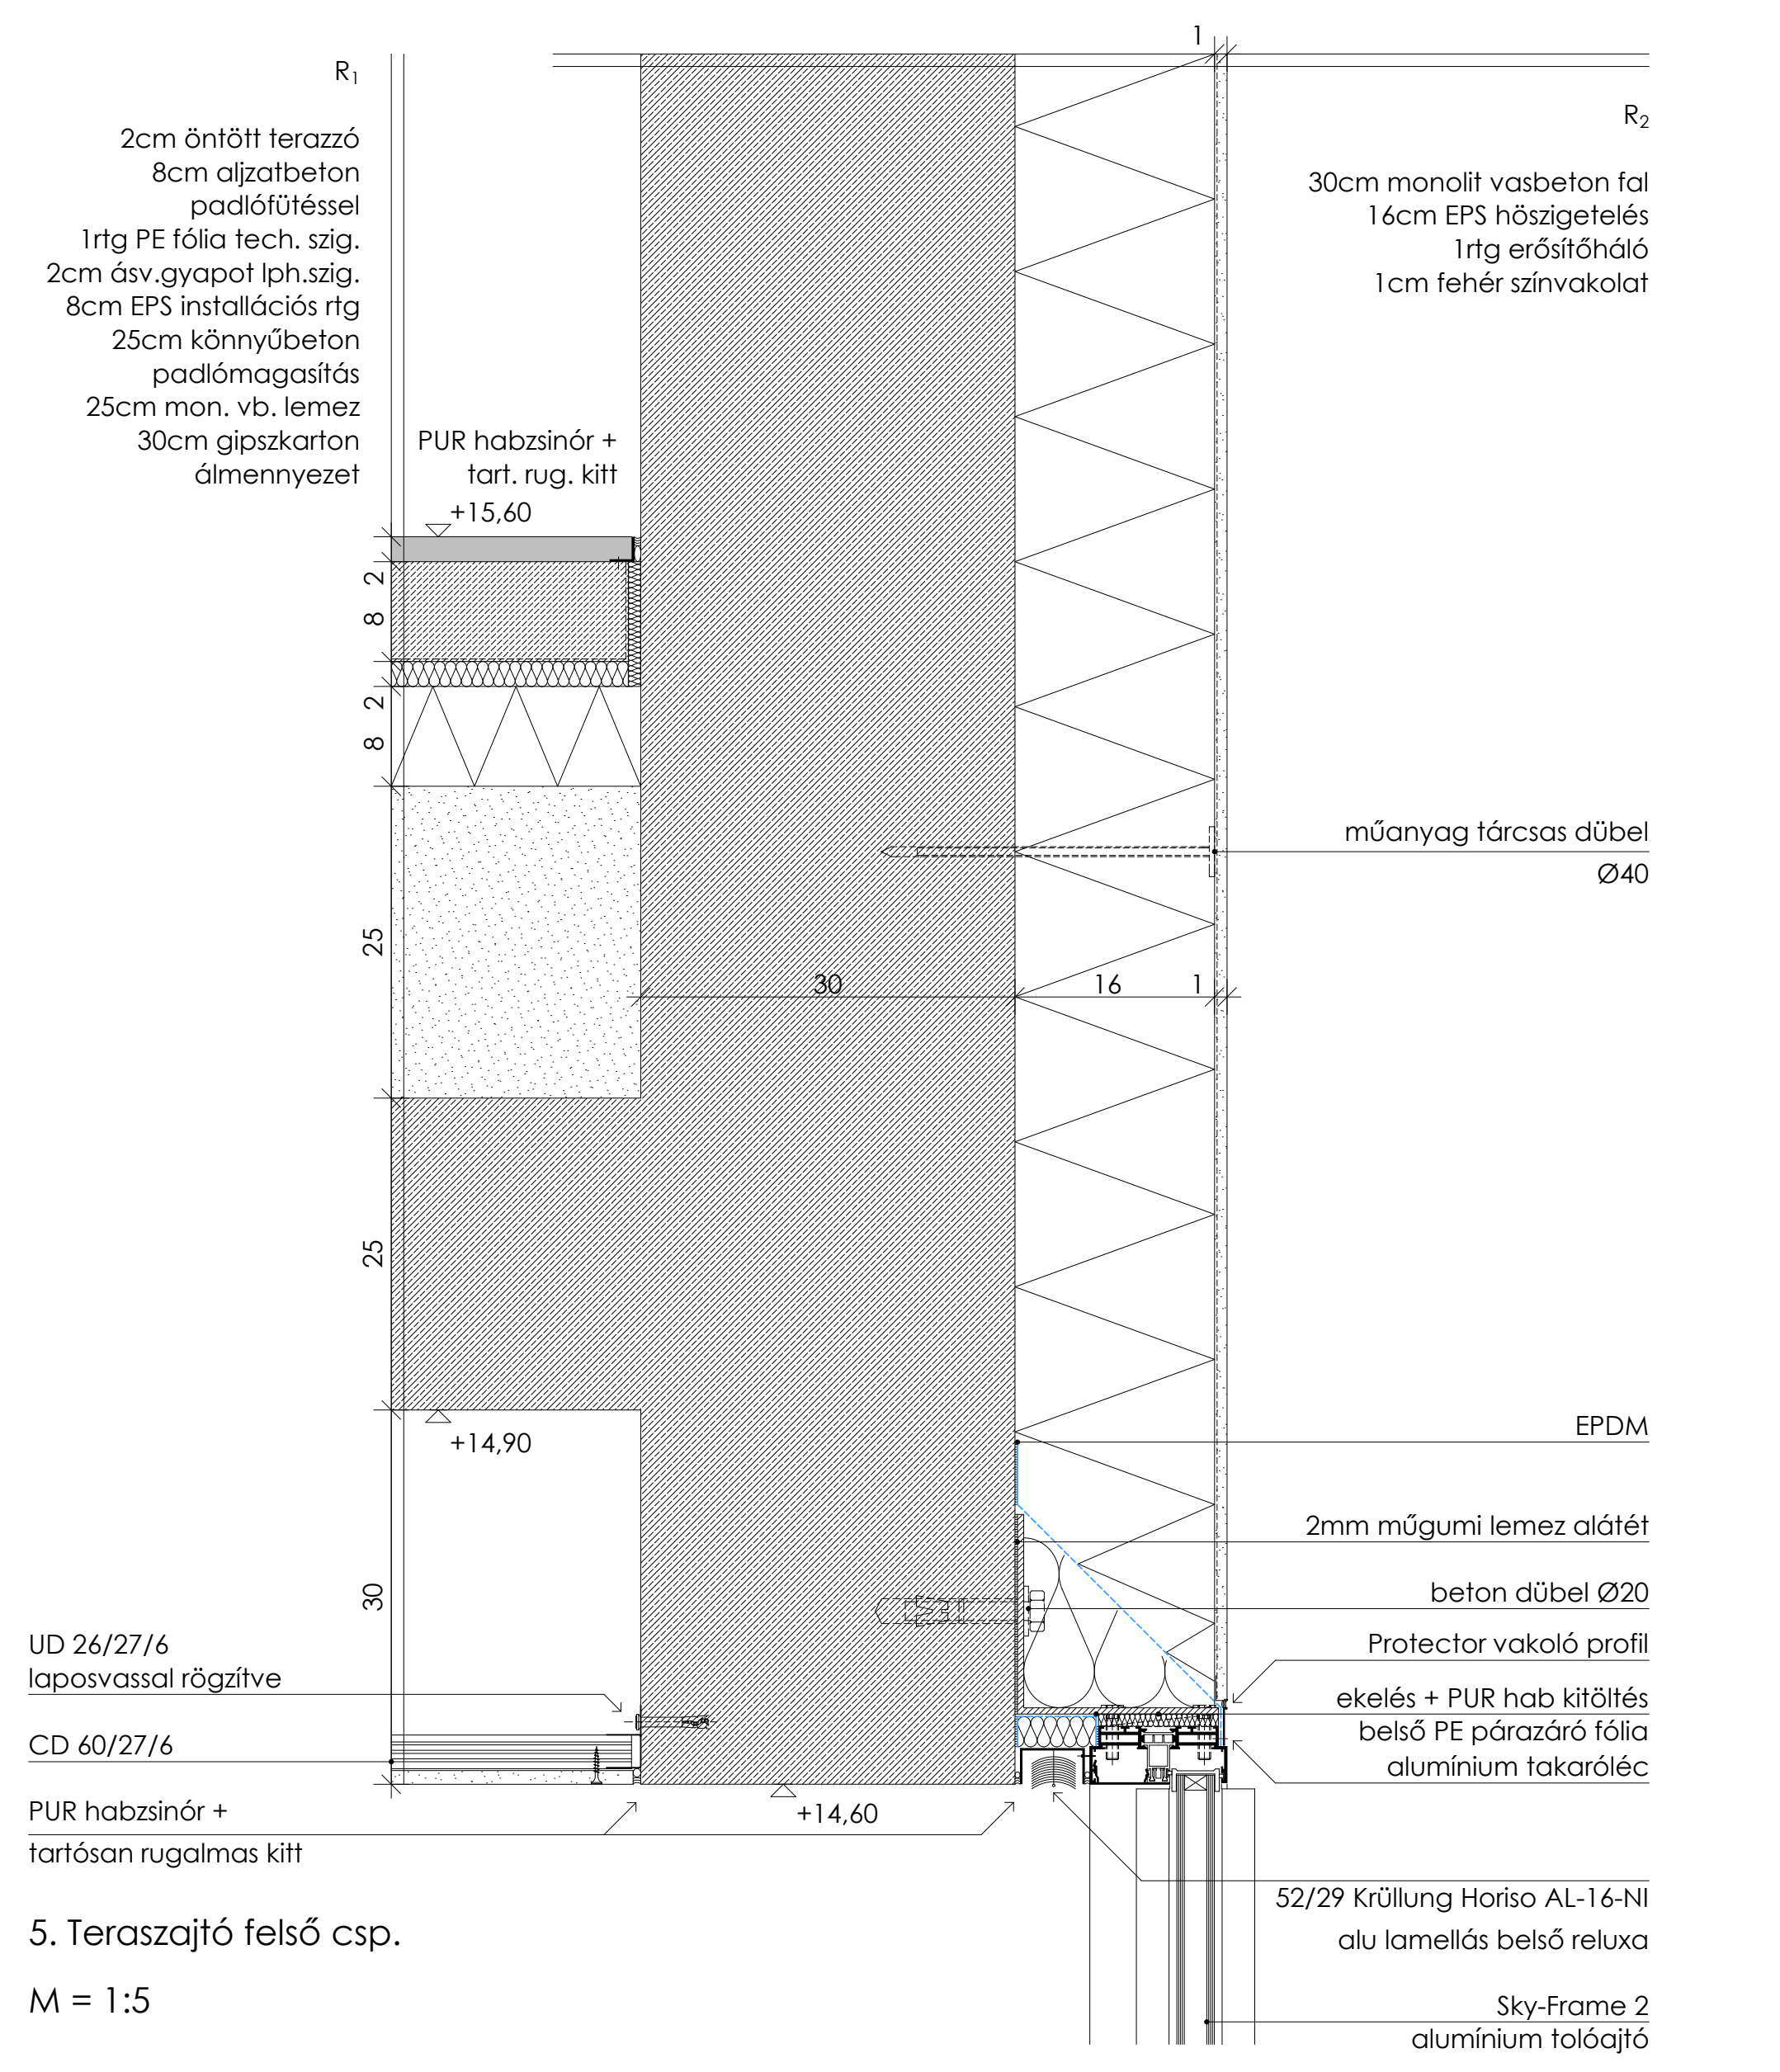 1
R₁
2cm öntött terazzó
8cm aljzatbeton
padlófütéssel
1rtg PE fólia tech. szig.
2cm ásv.gyapot lph.szig.
8cm EPS installációs rtg
25cm könnyűbeton
padlómagasítás
25cm mon. vb. lemez
30cm gipszkarton
álmennyezet
R₂
30cm monolit vasbeton fal
16cm EPS höszigetelés
1rtg erősítőháló
1cm fehér színvakolat
PUR habzsinór +
tart. rug. kitt
+15,60
2
8
2
8
25
25
30
műanyag tárcsas dübel
Ø40
30
16
1
+14,90
EPDM
2mm műgumi lemez alátét
beton dübel Ø20
Protector vakoló profil
ekelés + PUR hab kitöltés
belső PE párazáró fólia
alumínium takaróléc
UD 26/27/6
laposvassal rögzítve
CD 60/27/6
PUR habzsinór +
tartósan rugalmas kitt
+14,60
52/29 Krüllung Horiso AL-16-NI
alu lamellás belső reluxa
Sky-Frame 2
alumínium tolóajtó
5. Teraszajtó felső csp.
M = 1:5